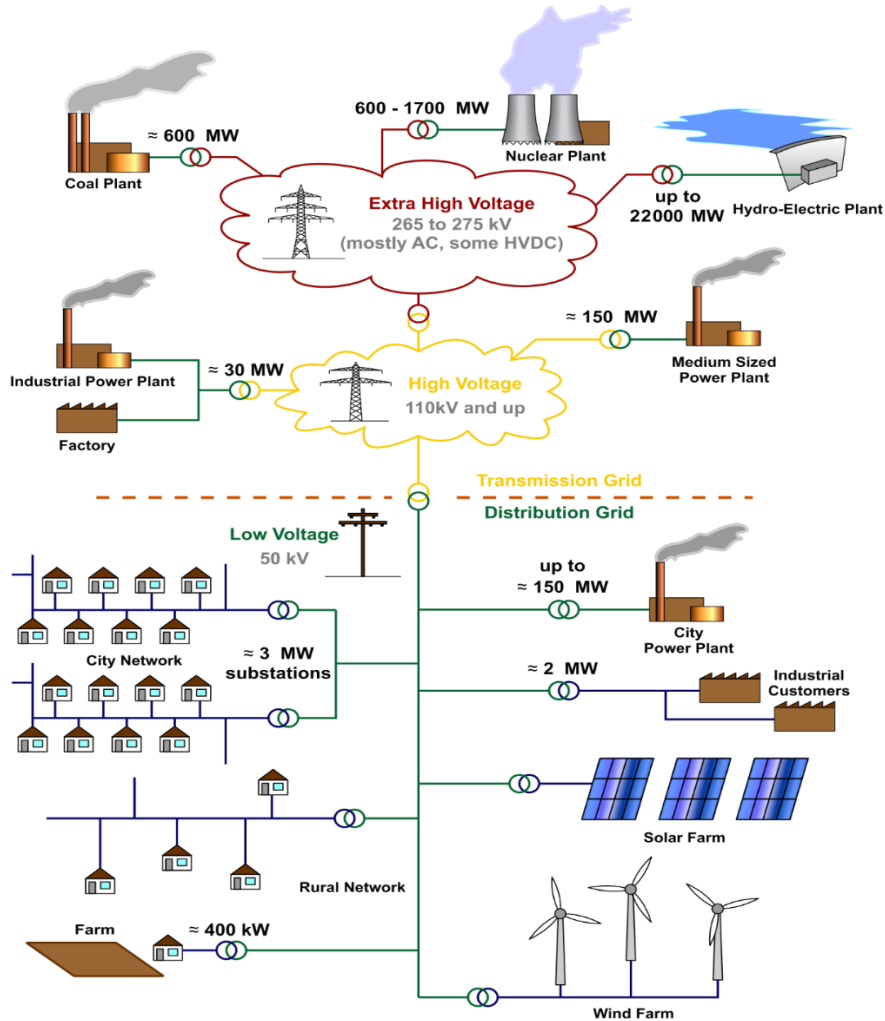 ≈ 600 MW
Coal Plant
600 - 1700 MW
Nuclear Plant
up to
22000 MW
Hydro-Electric Plant
Extra High Voltage
265 to 275 kV
(mostly AC, some HVDC)
Industrial Power Plant
Factory
≈ 30 MW
High Voltage
110kV and up
≈ 150 MW
Medium Sized
Power Plant
Transmission Grid
Distribution Grid
Low Voltage
50 kV
City Network
≈ 3 MW
substations
up to
≈ 150 MW
City
Power Plant
≈ 2 MW
Industrial
Customers
Solar Farm
Rural Network
Farm
≈ 400 kW
Wind Farm